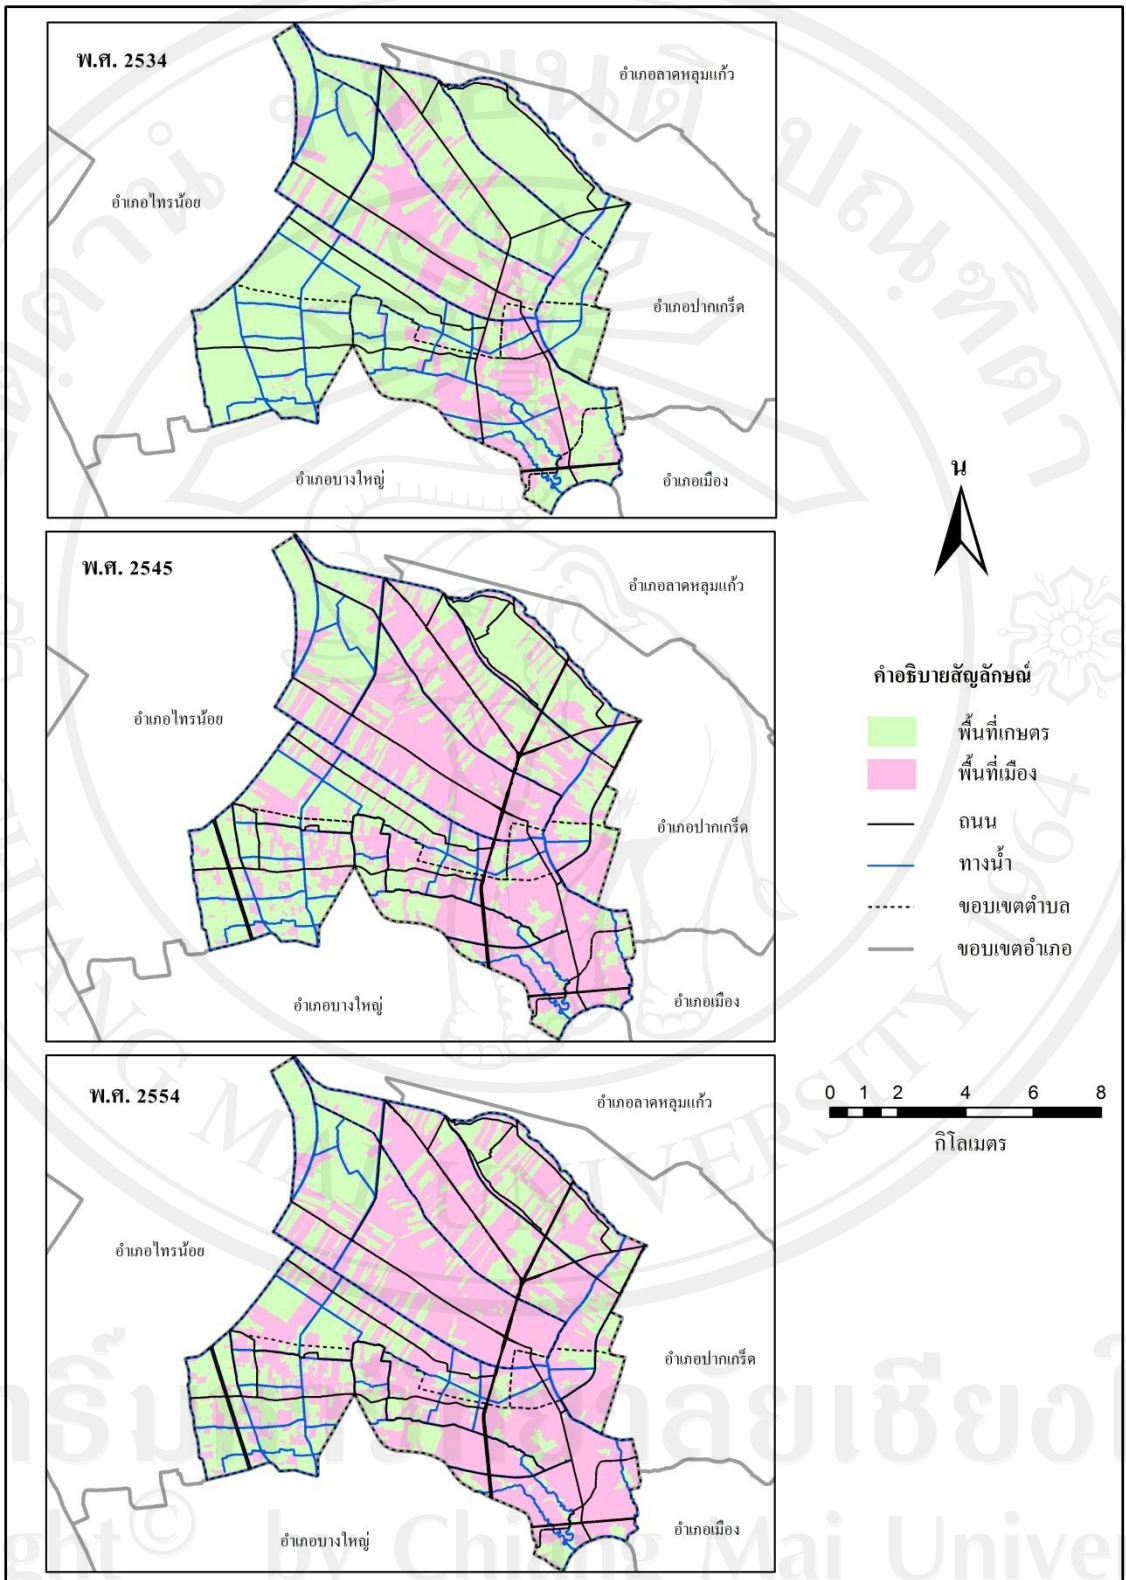 พ.ศ. 2534
อำเภอลาดหลุมแก้ว
อำเภอไทรน้อย
อำเภอปากเกร็ด
อำเภอบางใหญ่
อำเภอเมือง
พ.ศ. 2545
อำเภอลาดหลุมแก้ว
อำเภอไทรน้อย
อำเภอปากเกร็ด
อำเภอบางใหญ่
อำเภอเมือง
พ.ศ. 2554
อำเภอลาดหลุมแก้ว
อำเภอไทรน้อย
อำเภอปากเกร็ด
อำเภอบางใหญ่
อำเภอเมือง
น
คำอธิบายสัญลักษณ์
พื้นที่เกษตร
พื้นที่เมือง
ถนน
ทางน้ำ
ขอบเขตตำบล
ขอบเขตอำเภอ
0 1 2 4 6 8
กิโลเมตร
CHIANG MAI UNIVERSITY 1964
© by Chiang Mai